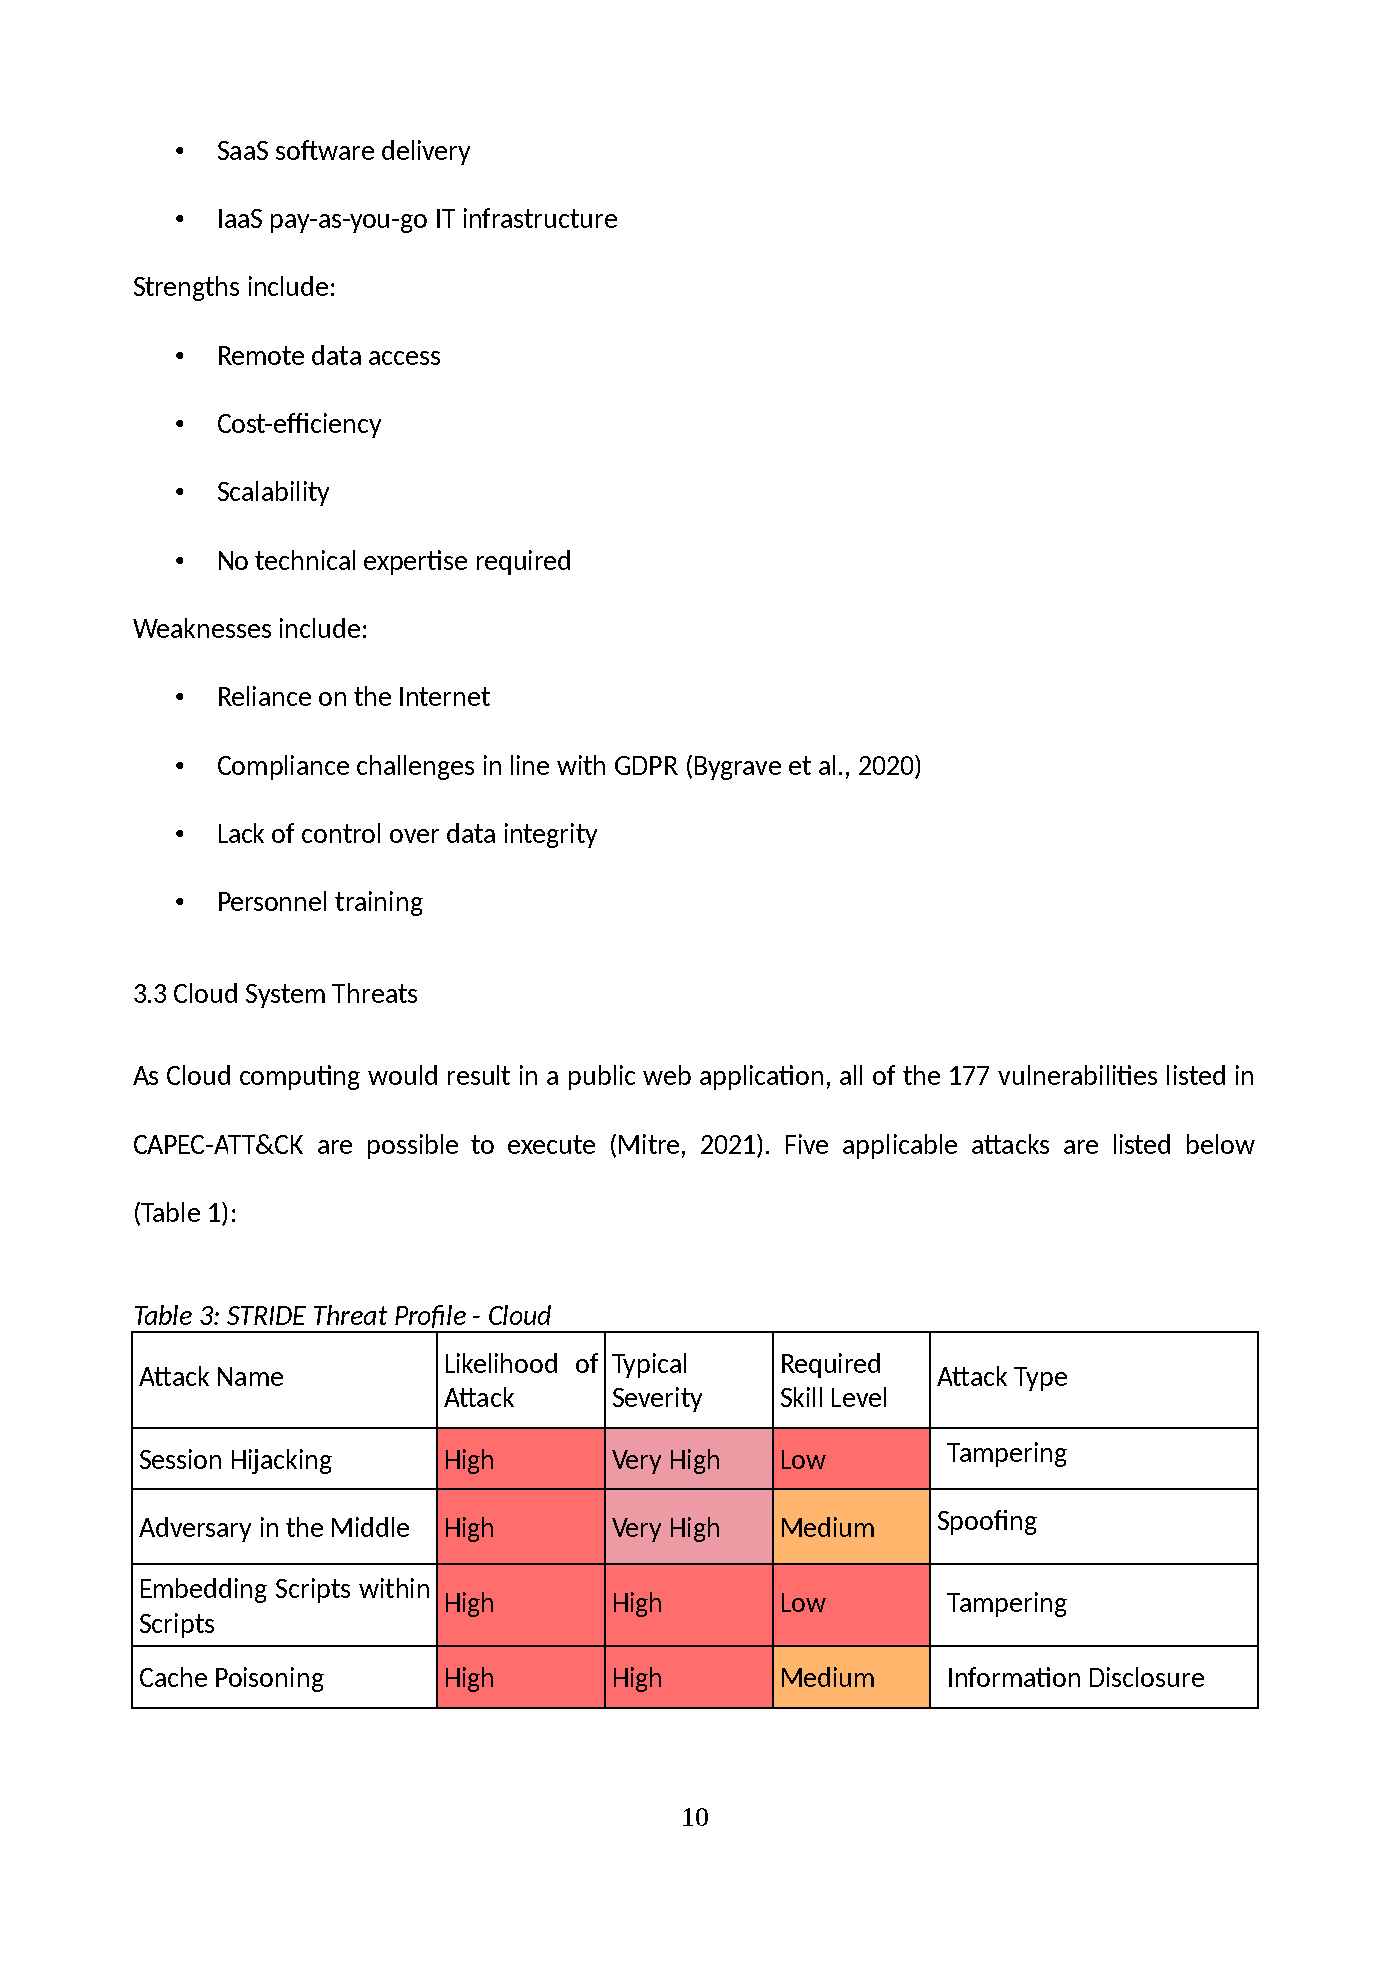 • SaaS software delivery
• IaaS pay-as-you-go IT infrastructure
Strengths include:
• Remote data access
• Cost-efficiency
• Scalability
• No technical expertise required
Weaknesses include:
• Reliance on the Internet
• Compliance challenges in line with GDPR (Bygrave et al., 2020)
• Lack of control over data integrity
• Personnel training
3.3 Cloud System Threats
As Cloud computing would result in a public web application, all of the 177 vulnerabilities listed in
CAPEC-ATT&CK are possible to execute (Mitre, 2021). Five applicable attacks are listed below
(Table 1):
Table 3: STRIDE Threat Profile - Cloud
Attack Name
Likelihood of
Attack
Typical
Severity
Required
Skill Level
Attack Type
Session Hijacking High Very High Low Tampering
Adversary in the Middle High Very High Medium Spoofing
Embedding Scripts within
Scripts
High High Low Tampering
Cache Poisoning High High Medium Information Disclosure
10